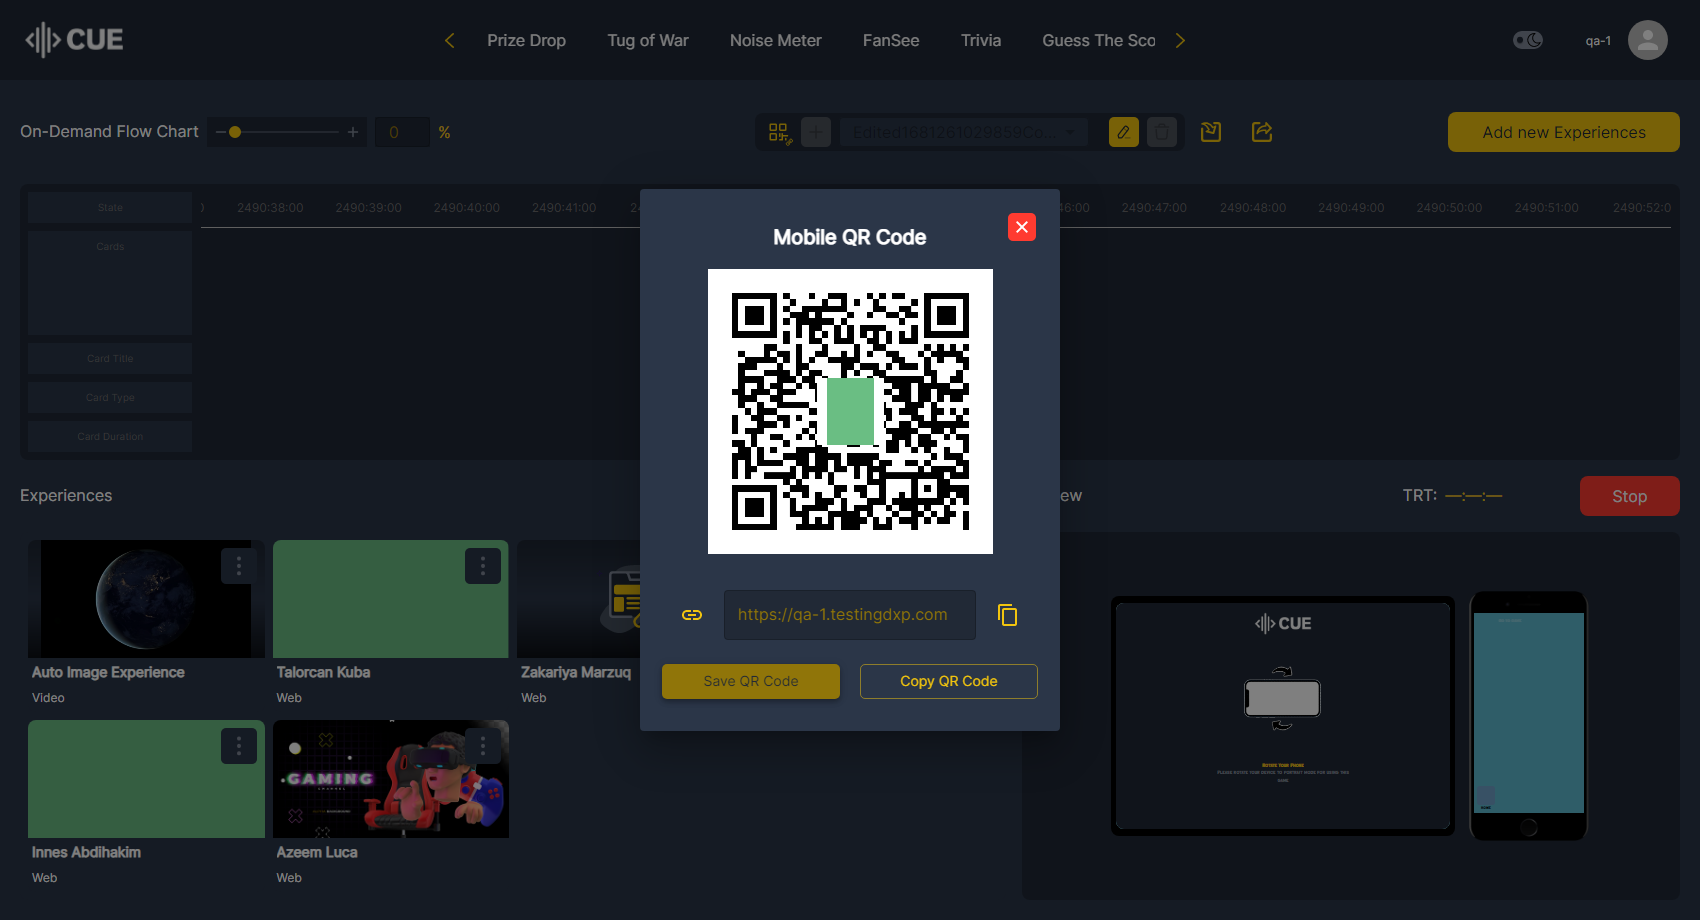 CUE
Prize Drop
Tug of War
Noise Meter
FanSee
Trivia
Guess The Sco
qa-1
On-Demand Flow Chart
0
%
Edited1681261029859Co...
Add new Experiences
State
2490:38:00
2490:39:00
2490:40:00
2490:41:00
46:00
2490:47:00
2490:48:00
2490:49:00
2490:50:00
2490:51:00
2490:52:0
Cards
Card Title
Card Type
Card Duration
Mobile QR Code
https://qa-1.testingdxp.com
Save QR Code
Copy QR Code
Experiences
ew
TRT: —:—:—
Stop
Auto Image Experience
Video
Talorcan Kuba
Web
Zakariya Marzuq
Web
GAMING
Innes Abdihakim
Web
Azeem Luca
Web
CUE
Rotate Your Phone